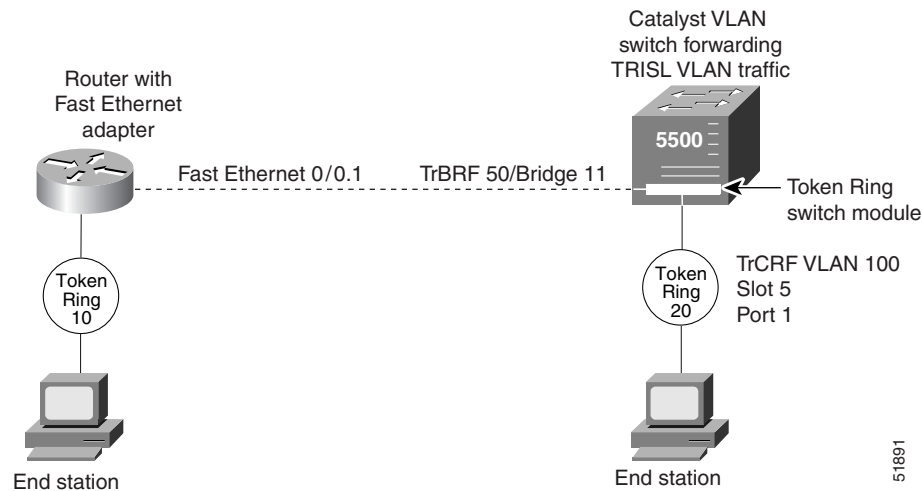 Catalyst VLAN
switch forwarding
TRISL VLAN traffic
Router with
Fast Ethernet
adapter
5500
Fast Ethernet 0/0.1
TrBRF 50/Bridge 11
Token Ring
switch module
Token
Ring
10
Token
Ring
20
TrCRF VLAN 100
Slot 5
Port 1
End station
End station
51891